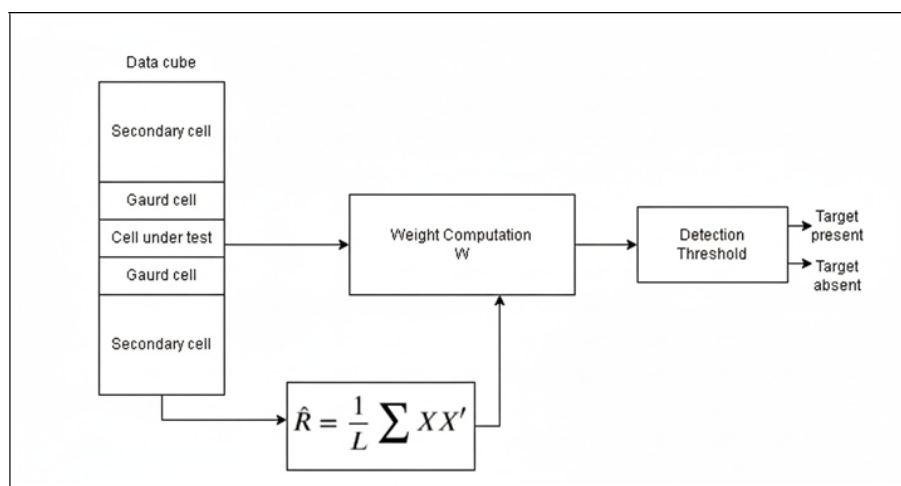 Data cube
Secondary cell
Gaurd cell
Cell under test
Gaurd cell
Secondary cell
Weight Computation
W
Detection
Threshold
Target
present
Target
absent
R̂ = 1/L ∑ XX′